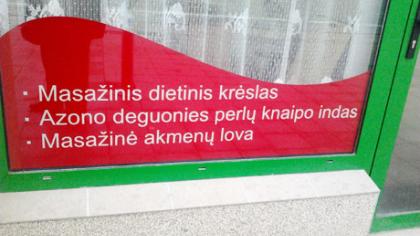 · Masažinis dietinis krėslas
· Azono deguonies perlų knaipo indas
· Masažinė akmenų lova